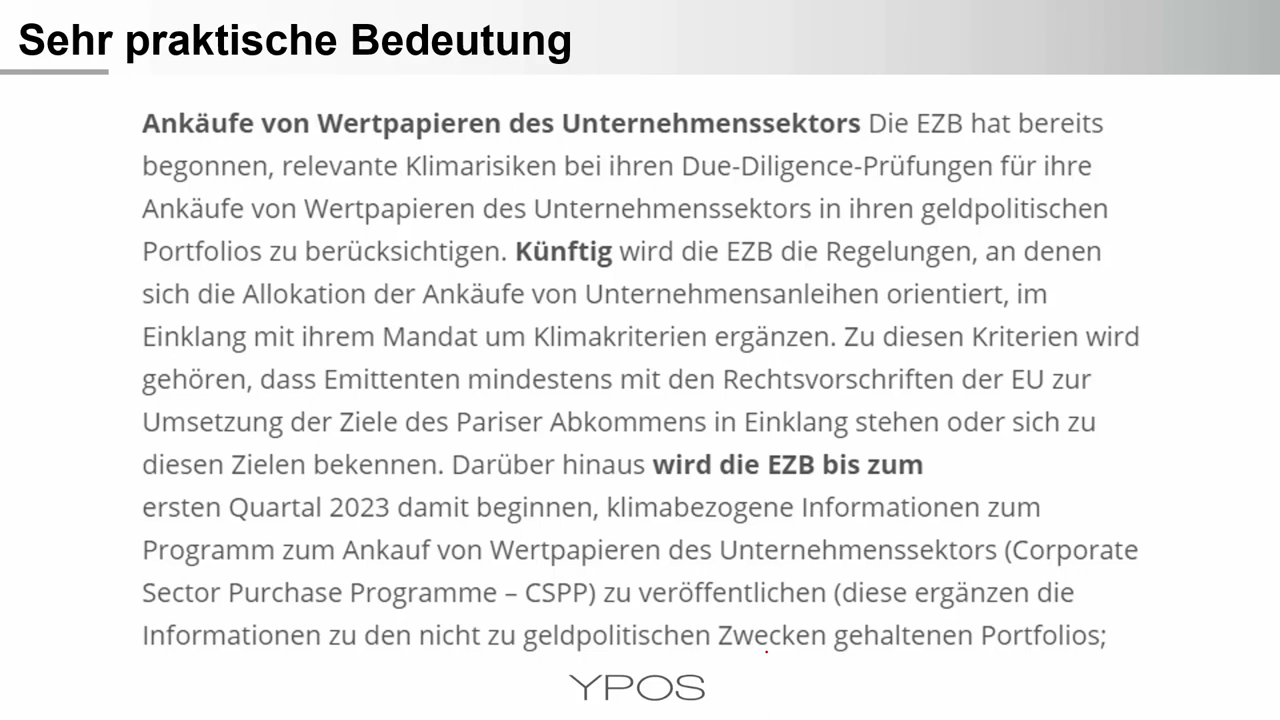 Sehr praktische Bedeutung
Ankäufe von Wertpapieren des Unternehmenssektors Die EZB hat bereits
begonnen, relevante Klimarisiken bei ihren Due-Diligence-Prüfungen für ihre
Ankäufe von Wertpapieren des Unternehmenssektors in ihren geldpolitischen
Portfolios zu berücksichtigen. Künftig wird die EZB die Regelungen, an denen
sich die Allokation der Ankäufe von Unternehmensanleihen orientiert, im
Einklang mit ihrem Mandat um Klimakriterien ergänzen. Zu diesen Kriterien wird
gehören, dass Emittenten mindestens mit den Rechtsvorschriften der EU zur
Umsetzung der Ziele des Pariser Abkommens in Einklang stehen oder sich zu
diesen Zielen bekennen. Darüber hinaus wird die EZB bis zum
ersten Quartal 2023 damit beginnen, klimabezogene Informationen zum
Programm zum Ankauf von Wertpapieren des Unternehmenssektors (Corporate
Sector Purchase Programme – CSPP) zu veröffentlichen (diese ergänzen die
Informationen zu den nicht zu geldpolitischen Zwecken gehaltenen Portfolios;
YPOS